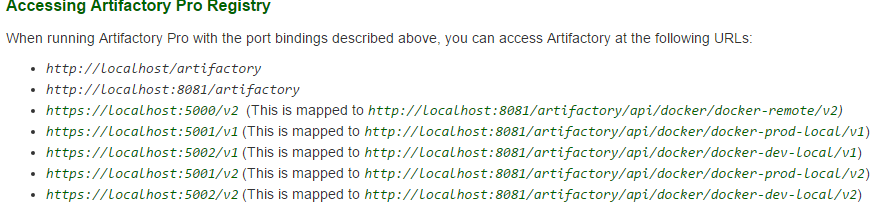 Accessing Artifactory Pro Registry
When running Artifactory Pro with the port bindings described above, you can access Artifactory at the following URLs:
• http://localhost/artifactory
• http://localhost:8081/artifactory
• https://localhost:5000/v2 (This is mapped to http://localhost:8081/artifactory/api/docker/docker-remote/v2)
• https://localhost:5001/v1 (This is mapped to http://localhost:8081/artifactory/api/docker/docker-prod-local/v1)
• https://localhost:5002/v1 (This is mapped to http://localhost:8081/artifactory/api/docker/docker-dev-local/v1)
• https://localhost:5001/v2 (This is mapped to http://localhost:8081/artifactory/api/docker/docker-prod-local/v2)
• https://localhost:5002/v2 (This is mapped to http://localhost:8081/artifactory/api/docker/docker-dev-local/v2)